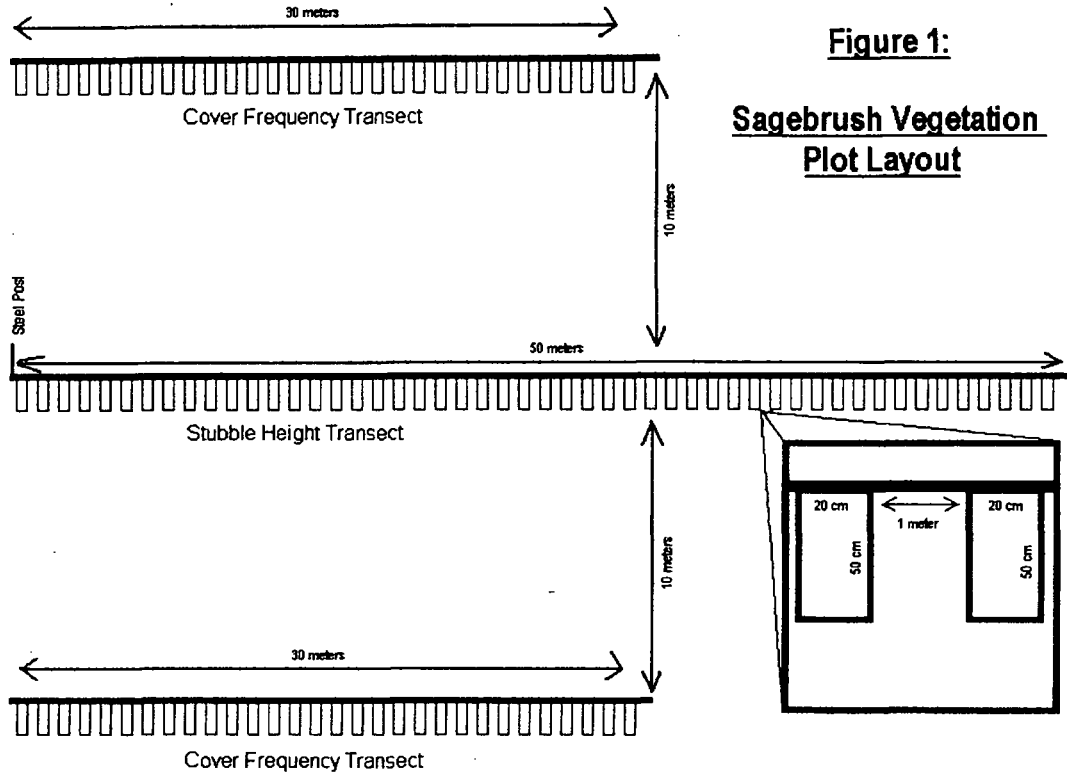 30 meters
Figure 1:
Cover Frequency Transect
Sagebrush Vegetation
Plot Layout
10 meters
Steel Post
50 meters
Stubble Height Transect
20 cm
1 meter
20 cm
50 cm
50 cm
10 meters
30 meters
Cover Frequency Transect